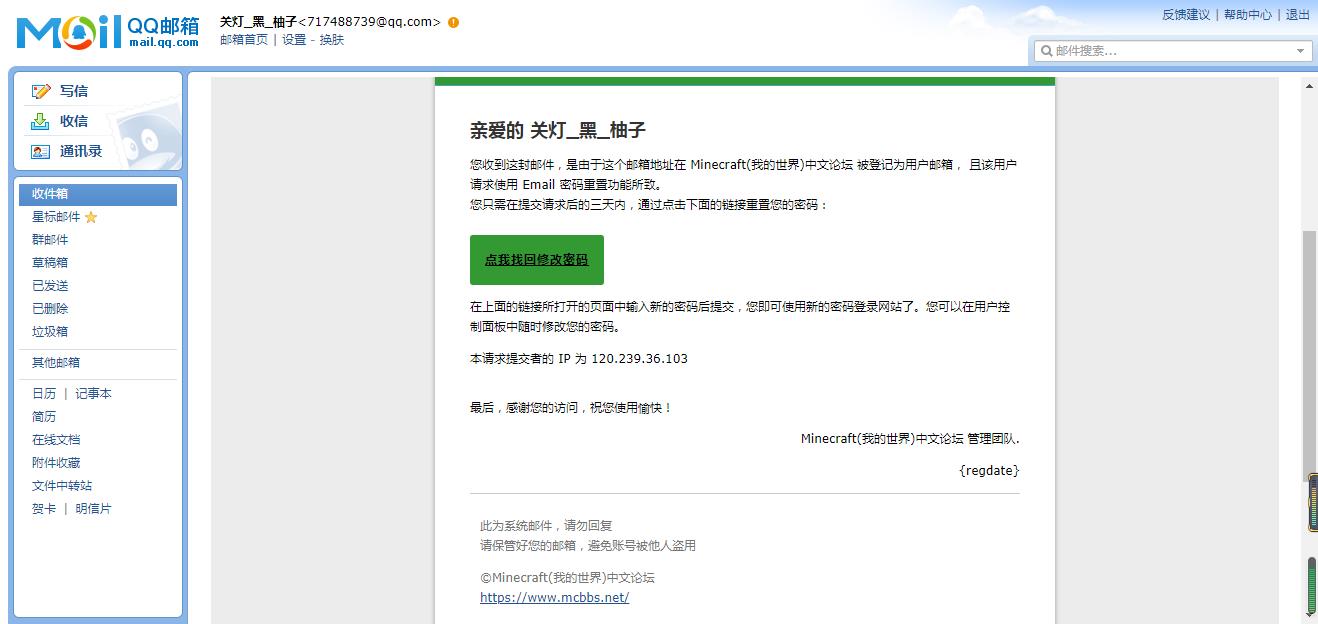 MOil QQ邮箱 mail.qq.com
关灯_黑_柚子<717488739@qq.com>
邮箱首页 | 设置 - 换肤
反馈建议 | 帮助中心 | 退出
邮件搜索...
写信
收信
通讯录
收件箱
星标邮件
群邮件
草稿箱
已发送
已删除
垃圾箱
其他邮箱
日历 | 记事本
简历
在线文档
附件收藏
文件中转站
贺卡 | 明信片
亲爱的 关灯_黑_柚子
您收到这封邮件，是由于这个邮箱地址在 Minecraft(我的世界)中文论坛 被登记为用户邮箱， 且该用户
请求使用 Email 密码重置功能所致。
您只需在提交请求后的三天内，通过点击下面的链接重置您的密码：
点我找回修改密码
在上面的链接所打开的页面中输入新的密码后提交，您即可使用新的密码登录网站了。您可以在用户控
制面板中随时修改您的密码。
本请求提交者的 IP 为 120.239.36.103
最后，感谢您的访问，祝您使用愉快！
Minecraft(我的世界)中文论坛 管理团队.
{regdate}
此为系统邮件，请勿回复
请保管好您的邮箱，避免账号被他人盗用
©Minecraft(我的世界)中文论坛
https://www.mcbbs.net/